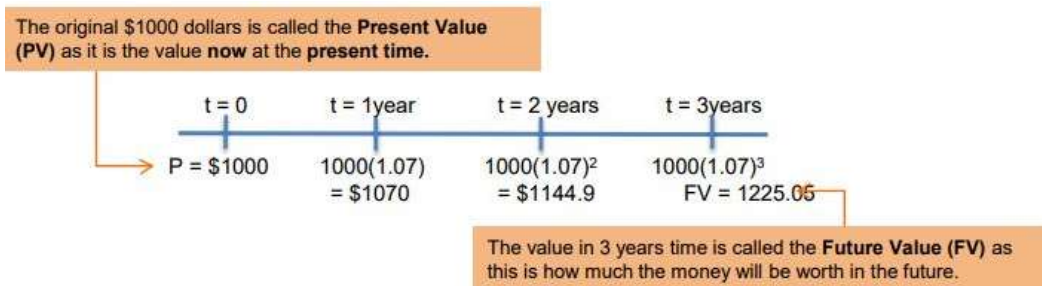 The original $1000 dollars is called the Present Value
(PV) as it is the value now at the present time.
t = 0 t = 1year t = 2 years t = 3years
P = $1000 1000(1.07) 1000(1.07)² 1000(1.07)³
= $1070 = $1144.9 FV = 1225.05
The value in 3 years time is called the Future Value (FV) as
this is how much the money will be worth in the future.